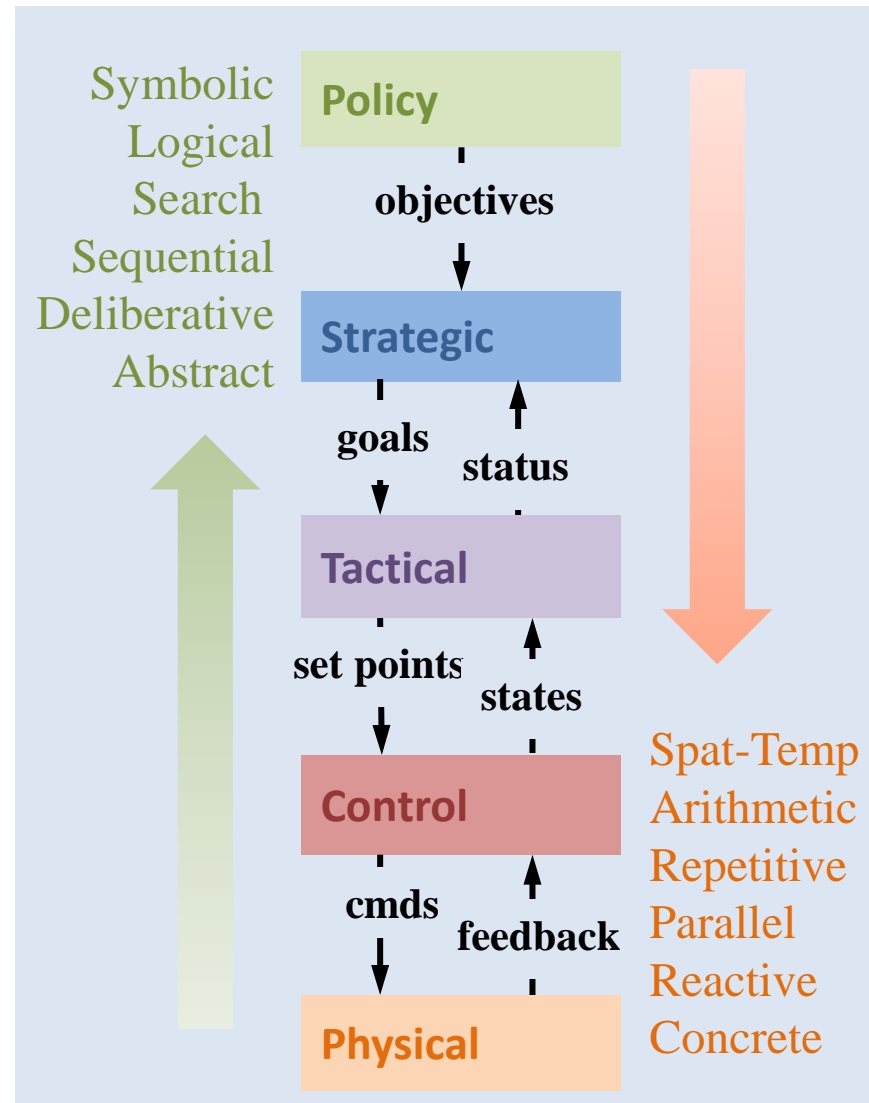 Symbolic
Logical
Search
Sequential
Deliberative
Abstract
Policy
objectives
Strategic
goals
status
Tactical
set points
states
Control
cmds
feedback
Physical
Spat-Temp
Arithmetic
Repetitive
Parallel
Reactive
Concrete